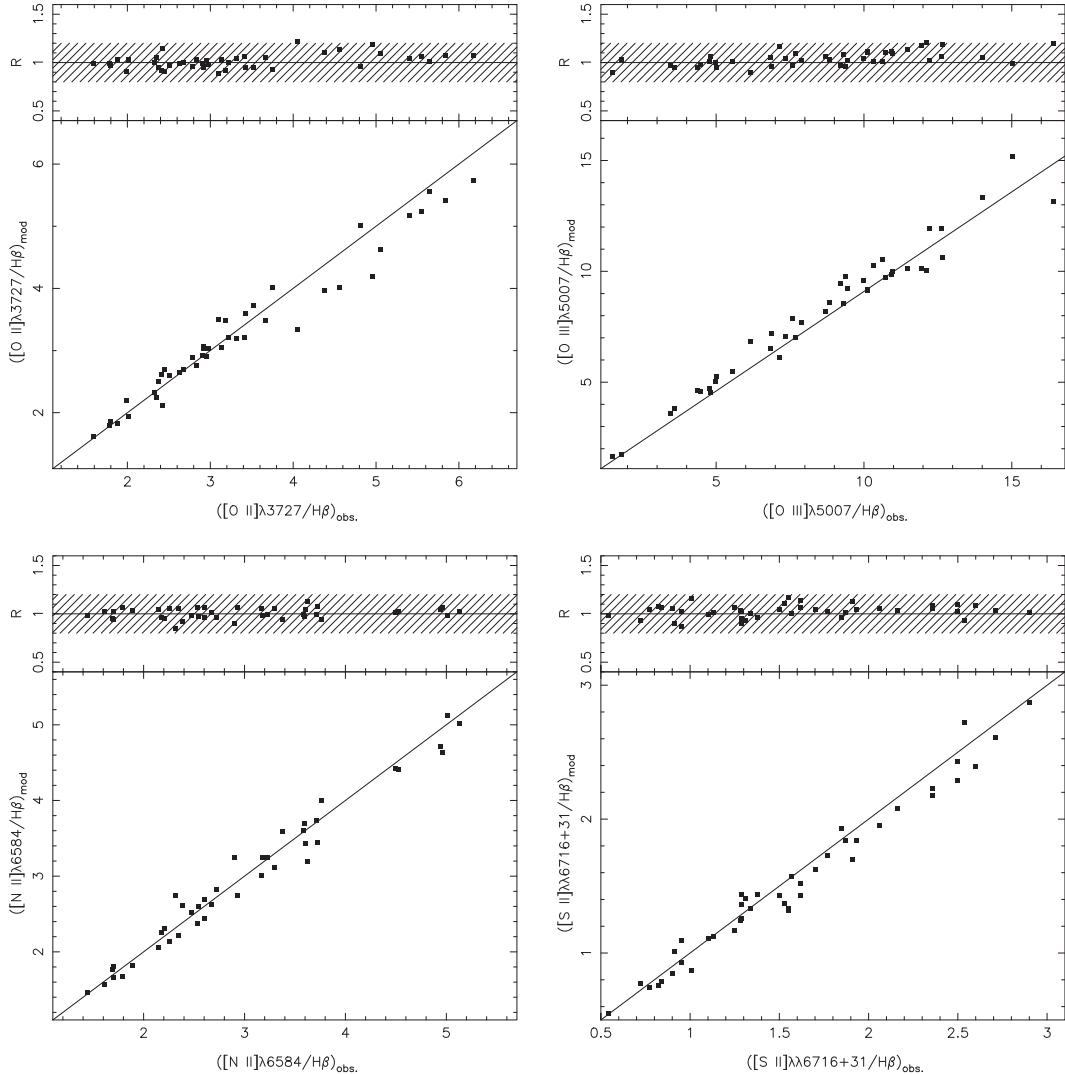 1.5
1
0.5
R
6
4
2
([O II]λ3727/Hβ)mod
2 3 4 5 6
([O II]λ3727/Hβ)obs.
1.5
1
0.5
R
15
10
5
([O III]λ5007/Hβ)mod
5 10 15
([O III]λ5007/Hβ)obs.
1.5
1
0.5
R
5
4
3
2
([N II]λ6584/Hβ)mod
2 3 4 5
([N II]λ6584/Hβ)obs.
1.5
1
0.5
R
3
2
1
([S II]λλ6716+31/Hβ)mod
0.5 1 1.5 2 2.5 3
([S II]λλ6716+31/Hβ)obs.